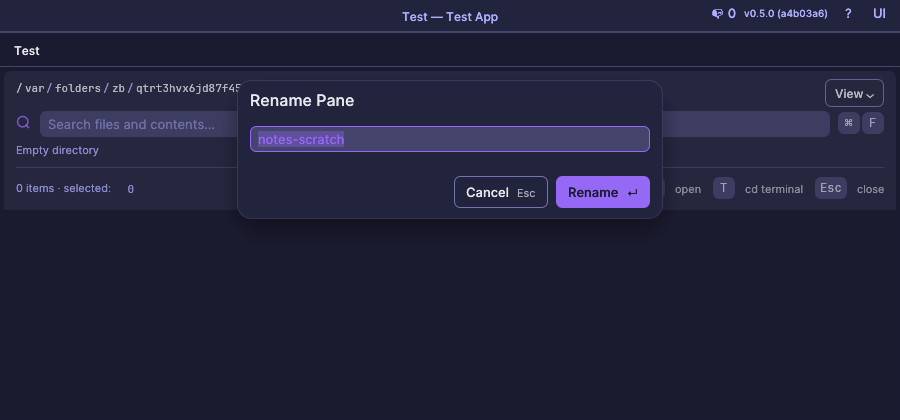 Test — Test App
0 v0.5.0 (a4b03a6) ? UI
Test
/ var / folders / zb / qtrt3hvx6jd87f45
View
Search files and contents...
⌘ F
Empty directory
0 items · selected: 0
open T cd terminal Esc close
Rename Pane
notes-scratch
Cancel Esc
Rename ↵